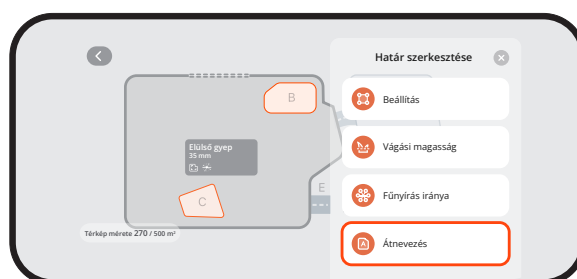 Határ szerkesztése
B
Beállítás
Elülső gyep
35 mm
Vágási magasság
E
Fűnyírás iránya
C
Térkép mérete 270 / 500 m²
Átnevezés